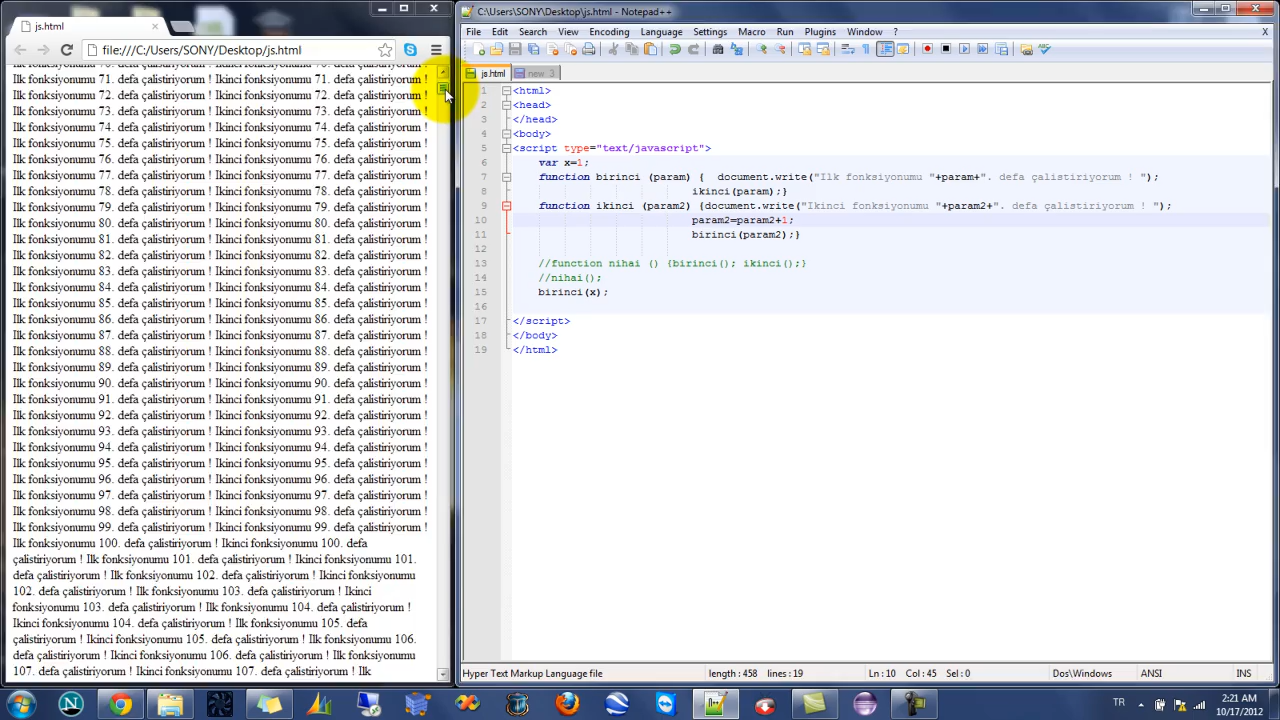 js.html
file:///C:/Users/SONY/Desktop/js.html
Ilk fonksiyonumu 71. defa çalistiriyorum ! Ikinci fonksiyonumu 71. defa çalistiriyorum !
Ilk fonksiyonumu 72. defa çalistiriyorum ! Ikinci fonksiyonumu 72. defa çalistiriyorum !
Ilk fonksiyonumu 73. defa çalistiriyorum ! Ikinci fonksiyonumu 73. defa çalistiriyorum !
Ilk fonksiyonumu 74. defa çalistiriyorum ! Ikinci fonksiyonumu 74. defa çalistiriyorum !
Ilk fonksiyonumu 75. defa çalistiriyorum ! Ikinci fonksiyonumu 75. defa çalistiriyorum !
Ilk fonksiyonumu 76. defa çalistiriyorum ! Ikinci fonksiyonumu 76. defa çalistiriyorum !
Ilk fonksiyonumu 77. defa çalistiriyorum ! Ikinci fonksiyonumu 77. defa çalistiriyorum !
Ilk fonksiyonumu 78. defa çalistiriyorum ! Ikinci fonksiyonumu 78. defa çalistiriyorum !
Ilk fonksiyonumu 79. defa çalistiriyorum ! Ikinci fonksiyonumu 79. defa çalistiriyorum !
Ilk fonksiyonumu 80. defa çalistiriyorum ! Ikinci fonksiyonumu 80. defa çalistiriyorum !
Ilk fonksiyonumu 81. defa çalistiriyorum ! Ikinci fonksiyonumu 81. defa çalistiriyorum !
Ilk fonksiyonumu 82. defa çalistiriyorum ! Ikinci fonksiyonumu 82. defa çalistiriyorum !
Ilk fonksiyonumu 83. defa çalistiriyorum ! Ikinci fonksiyonumu 83. defa çalistiriyorum !
Ilk fonksiyonumu 84. defa çalistiriyorum ! Ikinci fonksiyonumu 84. defa çalistiriyorum !
Ilk fonksiyonumu 85. defa çalistiriyorum ! Ikinci fonksiyonumu 85. defa çalistiriyorum !
Ilk fonksiyonumu 86. defa çalistiriyorum ! Ikinci fonksiyonumu 86. defa çalistiriyorum !
Ilk fonksiyonumu 87. defa çalistiriyorum ! Ikinci fonksiyonumu 87. defa çalistiriyorum !
Ilk fonksiyonumu 88. defa çalistiriyorum ! Ikinci fonksiyonumu 88. defa çalistiriyorum !
Ilk fonksiyonumu 89. defa çalistiriyorum ! Ikinci fonksiyonumu 89. defa çalistiriyorum !
Ilk fonksiyonumu 90. defa çalistiriyorum ! Ikinci fonksiyonumu 90. defa çalistiriyorum !
Ilk fonksiyonumu 91. defa çalistiriyorum ! Ikinci fonksiyonumu 91. defa çalistiriyorum !
Ilk fonksiyonumu 92. defa çalistiriyorum ! Ikinci fonksiyonumu 92. defa çalistiriyorum !
Ilk fonksiyonumu 93. defa çalistiriyorum ! Ikinci fonksiyonumu 93. defa çalistiriyorum !
Ilk fonksiyonumu 94. defa çalistiriyorum ! Ikinci fonksiyonumu 94. defa çalistiriyorum !
Ilk fonksiyonumu 95. defa çalistiriyorum ! Ikinci fonksiyonumu 95. defa çalistiriyorum !
Ilk fonksiyonumu 96. defa çalistiriyorum ! Ikinci fonksiyonumu 96. defa çalistiriyorum !
Ilk fonksiyonumu 97. defa çalistiriyorum ! Ikinci fonksiyonumu 97. defa çalistiriyorum !
Ilk fonksiyonumu 98. defa çalistiriyorum ! Ikinci fonksiyonumu 98. defa çalistiriyorum !
Ilk fonksiyonumu 99. defa çalistiriyorum ! Ikinci fonksiyonumu 99. defa çalistiriyorum !
Ilk fonksiyonumu 100. defa çalistiriyorum ! Ikinci fonksiyonumu 100. defa
çalistiriyorum ! Ilk fonksiyonumu 101. defa çalistiriyorum ! Ikinci fonksiyonumu 101.
defa çalistiriyorum ! Ilk fonksiyonumu 102. defa çalistiriyorum ! Ikinci fonksiyonumu
102. defa çalistiriyorum ! Ilk fonksiyonumu 103. defa çalistiriyorum ! Ikinci
fonksiyonumu 103. defa çalistiriyorum ! Ilk fonksiyonumu 104. defa çalistiriyorum !
Ikinci fonksiyonumu 104. defa çalistiriyorum ! Ilk fonksiyonumu 105. defa
çalistiriyorum ! Ikinci fonksiyonumu 105. defa çalistiriyorum ! Ilk fonksiyonumu 106.
defa çalistiriyorum ! Ikinci fonksiyonumu 106. defa çalistiriyorum ! Ilk fonksiyonumu
107. defa çalistiriyorum ! Ikinci fonksiyonumu 107. defa çalistiriyorum ! Ilk
C:\Users\SONY\Desktop\js.html - Notepad++
File Edit Search View Encoding Language Settings Macro Run Plugins Window ? X
js.html new 3
1 <html>
2 <head>
3 </head>
4 <body>
5 <script type="text/javascript">
6 var x=1;
7 function birinci (param) { document.write("Ilk fonksiyonumu "+param+". defa çalistiriyorum ! ");
8 ikinci(param);}
9 function ikinci (param2) {document.write("Ikinci fonksiyonumu "+param2+". defa çalistiriyorum ! ");
10 param2=param2+1;
11 birinci(param2);}
12
13 //function nihai () {birinci(); ikinci();}
14 //nihai();
15 birinci(x);
16
17 </script>
18 </body>
19 </html>
Hyper Text Markup Language file length : 458 lines : 19 Ln : 10 Col : 45 Sel : 0 Dos\Windows ANSI INS
TR 2:21 AM
10/17/2012